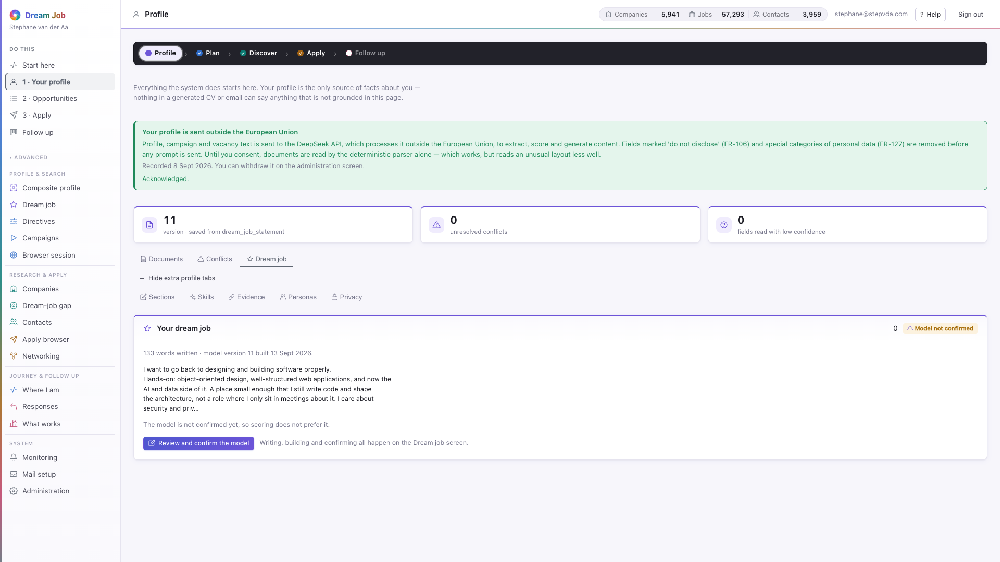 Dream Job
Stephane van der Aa
DO THIS
Start here
1 · Your profile
2 · Opportunities
3 · Apply
Follow up
ADVANCED
PROFILE & SEARCH
Composite profile
Dream job
Directives
Campaigns
Browser session
RESEARCH & APPLY
Companies
Dream-job gap
Contacts
Apply browser
Networking
JOURNEY & FOLLOW UP
Where I am
Responses
What works
SYSTEM
Monitoring
Mail setup
Administration
Profile
Companies 5,941 Jobs 57,293 Contacts 3,959
stephane@stepvda.com
? Help
Sign out
Profile › Plan › Discover › Apply › Follow up
Everything the system does starts here. Your profile is the only source of facts about you —
nothing in a generated CV or email can say anything that is not grounded in this page.
Your profile is sent outside the European Union
Profile, campaign and vacancy text is sent to the DeepSeek API, which processes it outside the European Union, to extract, score and generate content. Fields marked 'do not disclose' (FR-106) and special categories of personal data (FR-127) are removed before
any prompt is sent. Until you consent, documents are read by the deterministic parser alone — which works, but reads an unusual layout less well.
Recorded 8 Sept 2026. You can withdraw it on the administration screen.
Acknowledged.
11
version · saved from dream_job_statement
0
unresolved conflicts
0
fields read with low confidence
Documents Conflicts Dream job
— Hide extra profile tabs
Sections Skills Evidence Personas Privacy
Your dream job
0 Model not confirmed
133 words written · model version 11 built 13 Sept 2026.
I want to go back to designing and building software properly.
Hands-on: object-oriented design, well-structured web applications, and now the
AI and data side of it. A place small enough that I still write code and shape
the architecture, not a role where I only sit in meetings about it. I care about
security and priv…
The model is not confirmed yet, so scoring does not prefer it.
Review and confirm the model
Writing, building and confirming all happen on the Dream job screen.